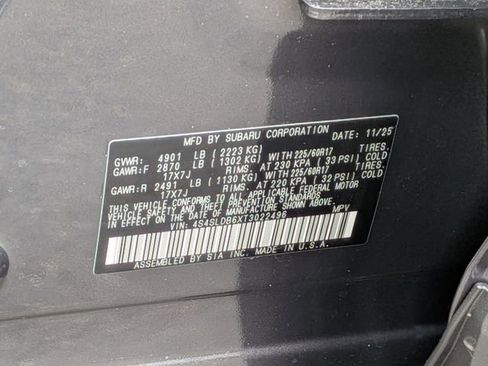 MFD BY SUBARU CORPORATION DATE: 11/25
GVWR: 4901 LB ( 2223 KG)
GAWR:F 2870 LB ( 1302 KG) WITH 225/60R17 TIRES.
17X7J RIMS. AT 230 KPA ( 33 PSI) COLD
GAWR:R 2491 LB ( 1130 KG) WITH 225/60R17 TIRES.
17X7J RIMS. AT 220 KPA ( 32 PSI) COLD
THIS VEHICLE CONFORMS TO ALL APPLICABLE FEDERAL MOTOR
VEHICLE SAFETY AND THEFT PREVENTION STANDARDS IN EFFECT
ON THE DATE OF MANUFACTURE SHOWN ABOVE.
VIN: 4S4SLDB6XT3022496 MPV
ASSEMBLED BY SIA INC. MADE IN U.S.A.